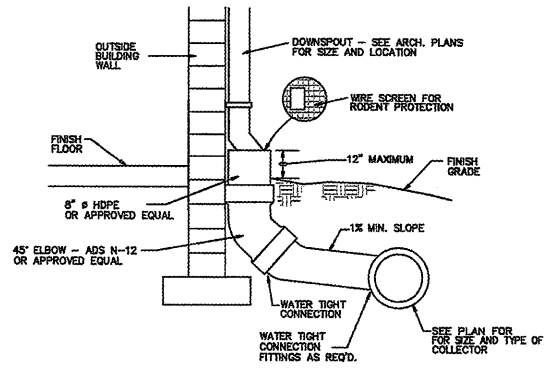 OUTSIDE
BUILDING
WALL
DOWNSPOUT – SEE ARCH. PLANS
FOR SIZE AND LOCATION
WIRE SCREEN FOR
RODENT PROTECTION
FINISH
FLOOR
12" MAXIMUM
FINISH
GRADE
8" Ø HDPE
OR APPROVED EQUAL
1% MIN. SLOPE
45° ELBOW – ADS N-12
OR APPROVED EQUAL
WATER TIGHT
CONNECTION
WATER TIGHT
CONNECTION
FITTINGS AS REQ'D.
SEE PLAN FOR
FOR SIZE AND TYPE OF
COLLECTOR